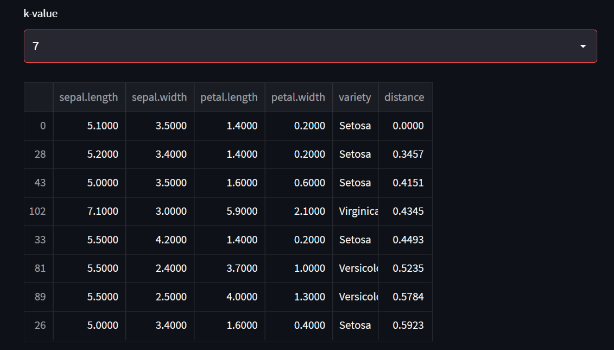 k-value
7
sepal.length sepal.width petal.length petal.width variety distance
0 5.1000 3.5000 1.4000 0.2000 Setosa 0.0000
28 5.2000 3.4000 1.4000 0.2000 Setosa 0.3457
43 5.0000 3.5000 1.6000 0.6000 Setosa 0.4151
102 7.1000 3.0000 5.9000 2.1000 Virginica 0.4345
33 5.5000 4.2000 1.4000 0.2000 Setosa 0.4493
81 5.5000 2.4000 3.7000 1.0000 Versicol 0.5235
89 5.5000 2.5000 4.0000 1.3000 Versicol 0.5784
26 5.0000 3.4000 1.6000 0.4000 Setosa 0.5923